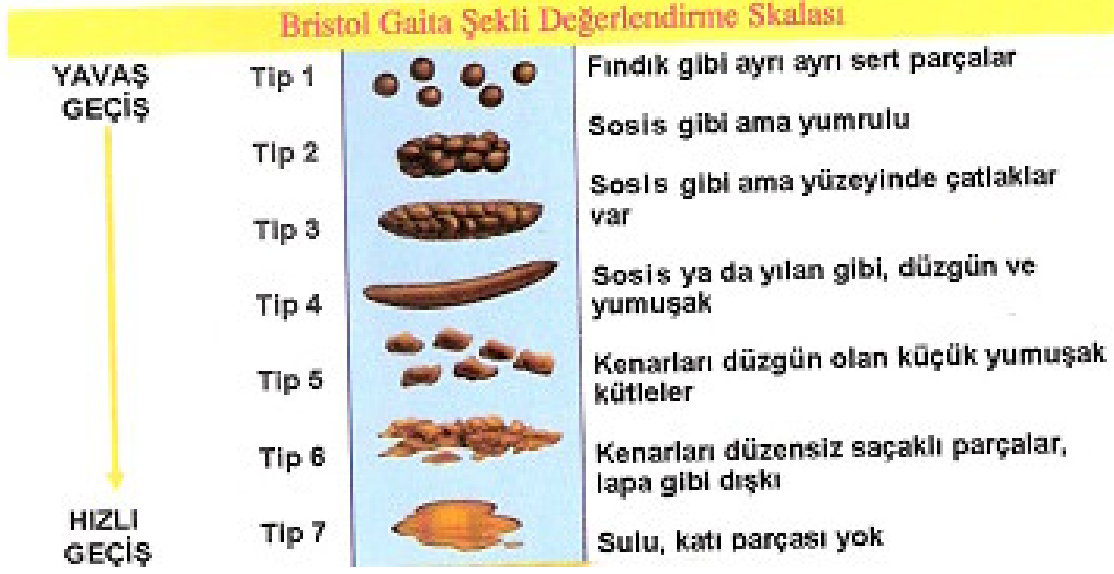 Bristol Gaita Şekli Değerlendirme Skalası
YAVAŞ
GEÇİŞ
Tip 1
Fındık gibi ayrı ayrı sert parçalar
Tip 2
Sosis gibi ama yumrulu
Tip 3
Sosis gibi ama yüzeyinde çatlaklar
var
Tip 4
Sosis ya da yılan gibi, düzgün ve
yumuşak
Tip 5
Kenarları düzgün olan küçük yumuşak
kütleler
Tip 6
Kenarları düzensiz saçaklı parçalar,
lapa gibi dışkı
HIZLI
GEÇİŞ
Tip 7
Sulu, katı parçası yok